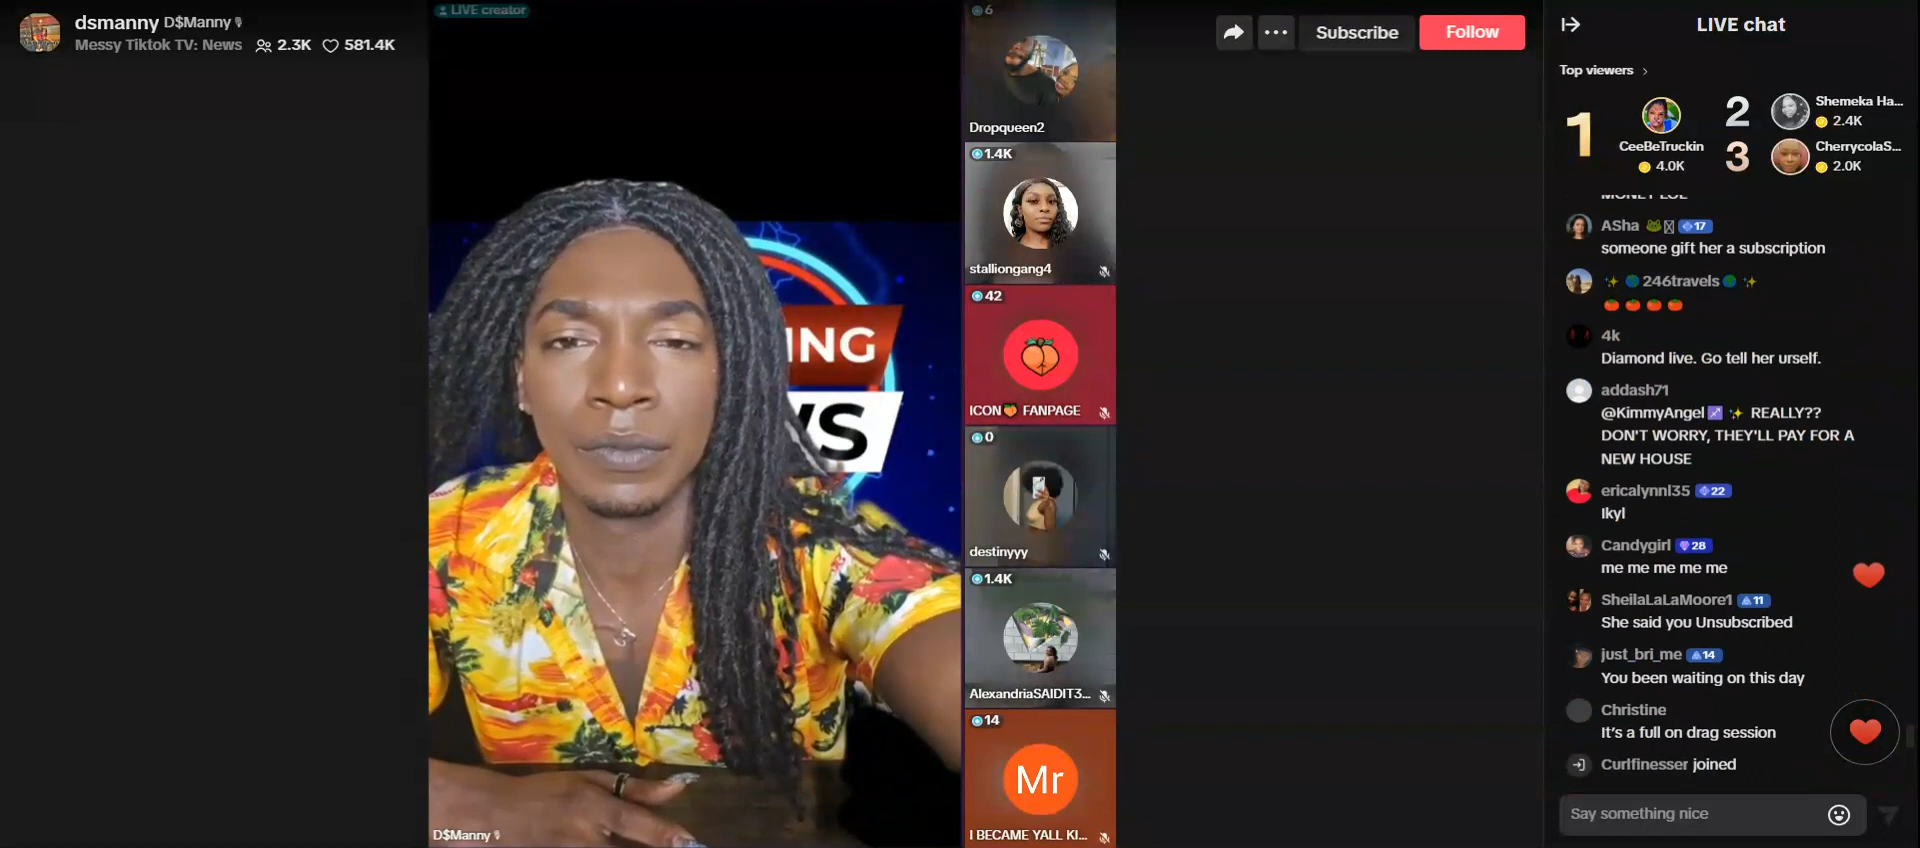 dsmanny D$Manny
Messy Tiktok TV: News 2.3K 581.4K
LIVE creator
ING
WS
D$Manny
6
Dropqueen2
1.4K
stalliongang4
42
ICON🍑 FANPAGE
0
destinyyy
1.4K
AlexandriaSAIDIT3...
14
Mr
I BECAME YALL KI...
Subscribe
Follow
LIVE chat
Top viewers
1
CeeBeTruckin
4.0K
2
Shemeka Ha...
2.4K
3
CherrycolaS...
2.0K
MONEY LOL
ASha 🐸 17
someone gift her a subscription
✨🌍246travels🌍✨
🍅🍅🍅🍅
4k
Diamond live. Go tell her urself.
addash71
@KimmyAngel♐✨ REALLY??
DON'T WORRY, THEY'LL PAY FOR A
NEW HOUSE
ericalynnl35 22
Ikyl
Candygirl 28
me me me me me
SheilaLaLaMoore1 11
She said you Unsubscribed
just_bri_me 14
You been waiting on this day
Christine
It’s a full on drag session
Curlfinesser joined
Say something nice